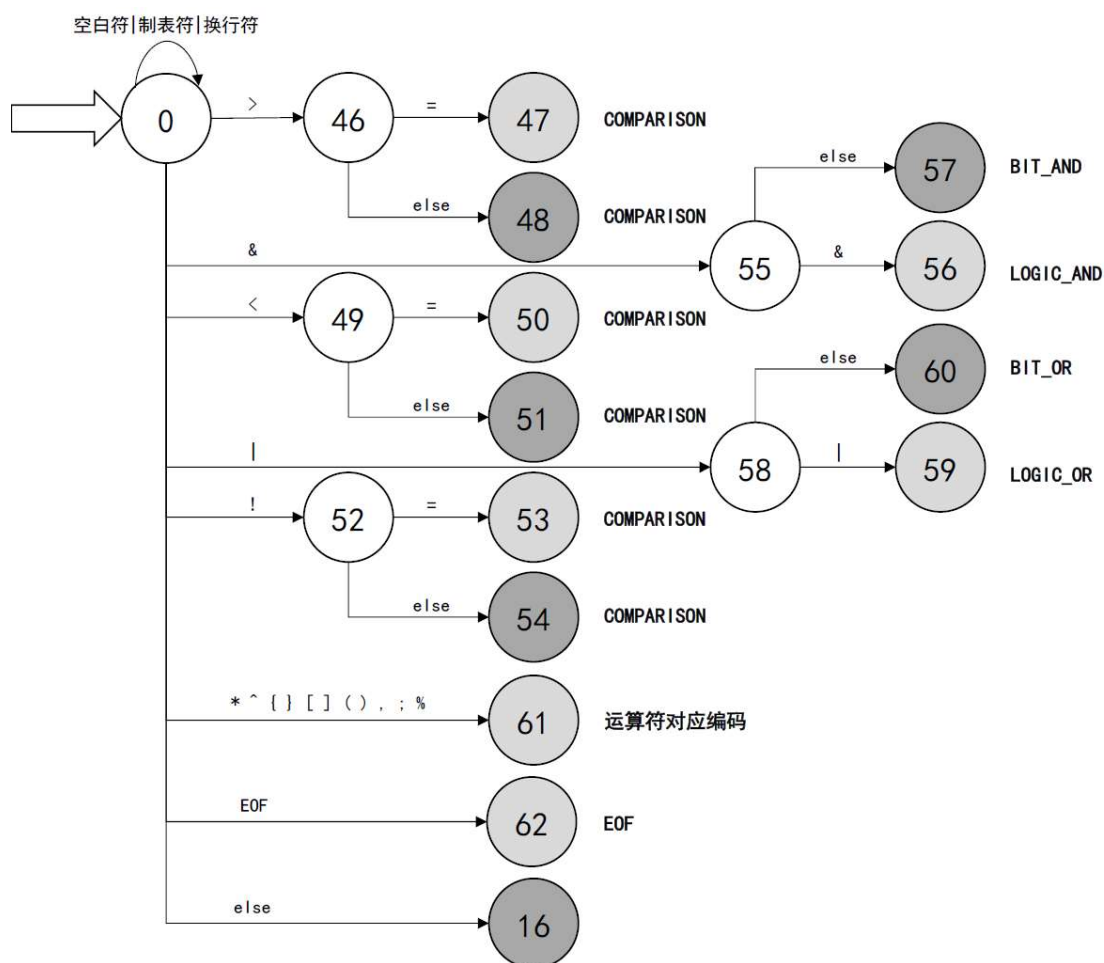 空白符|制表符|换行符
0
>
46
=
47
COMPARISON
else
48
COMPARISON
else
57
BIT_AND
&
55
&
56
LOGIC_AND
<
49
=
50
COMPARISON
else
51
COMPARISON
else
60
BIT_OR
|
58
|
59
LOGIC_OR
!
52
=
53
COMPARISON
else
54
COMPARISON
* ^ { } [ ] ( ) , ; %
61
运算符对应编码
EOF
62
EOF
else
16